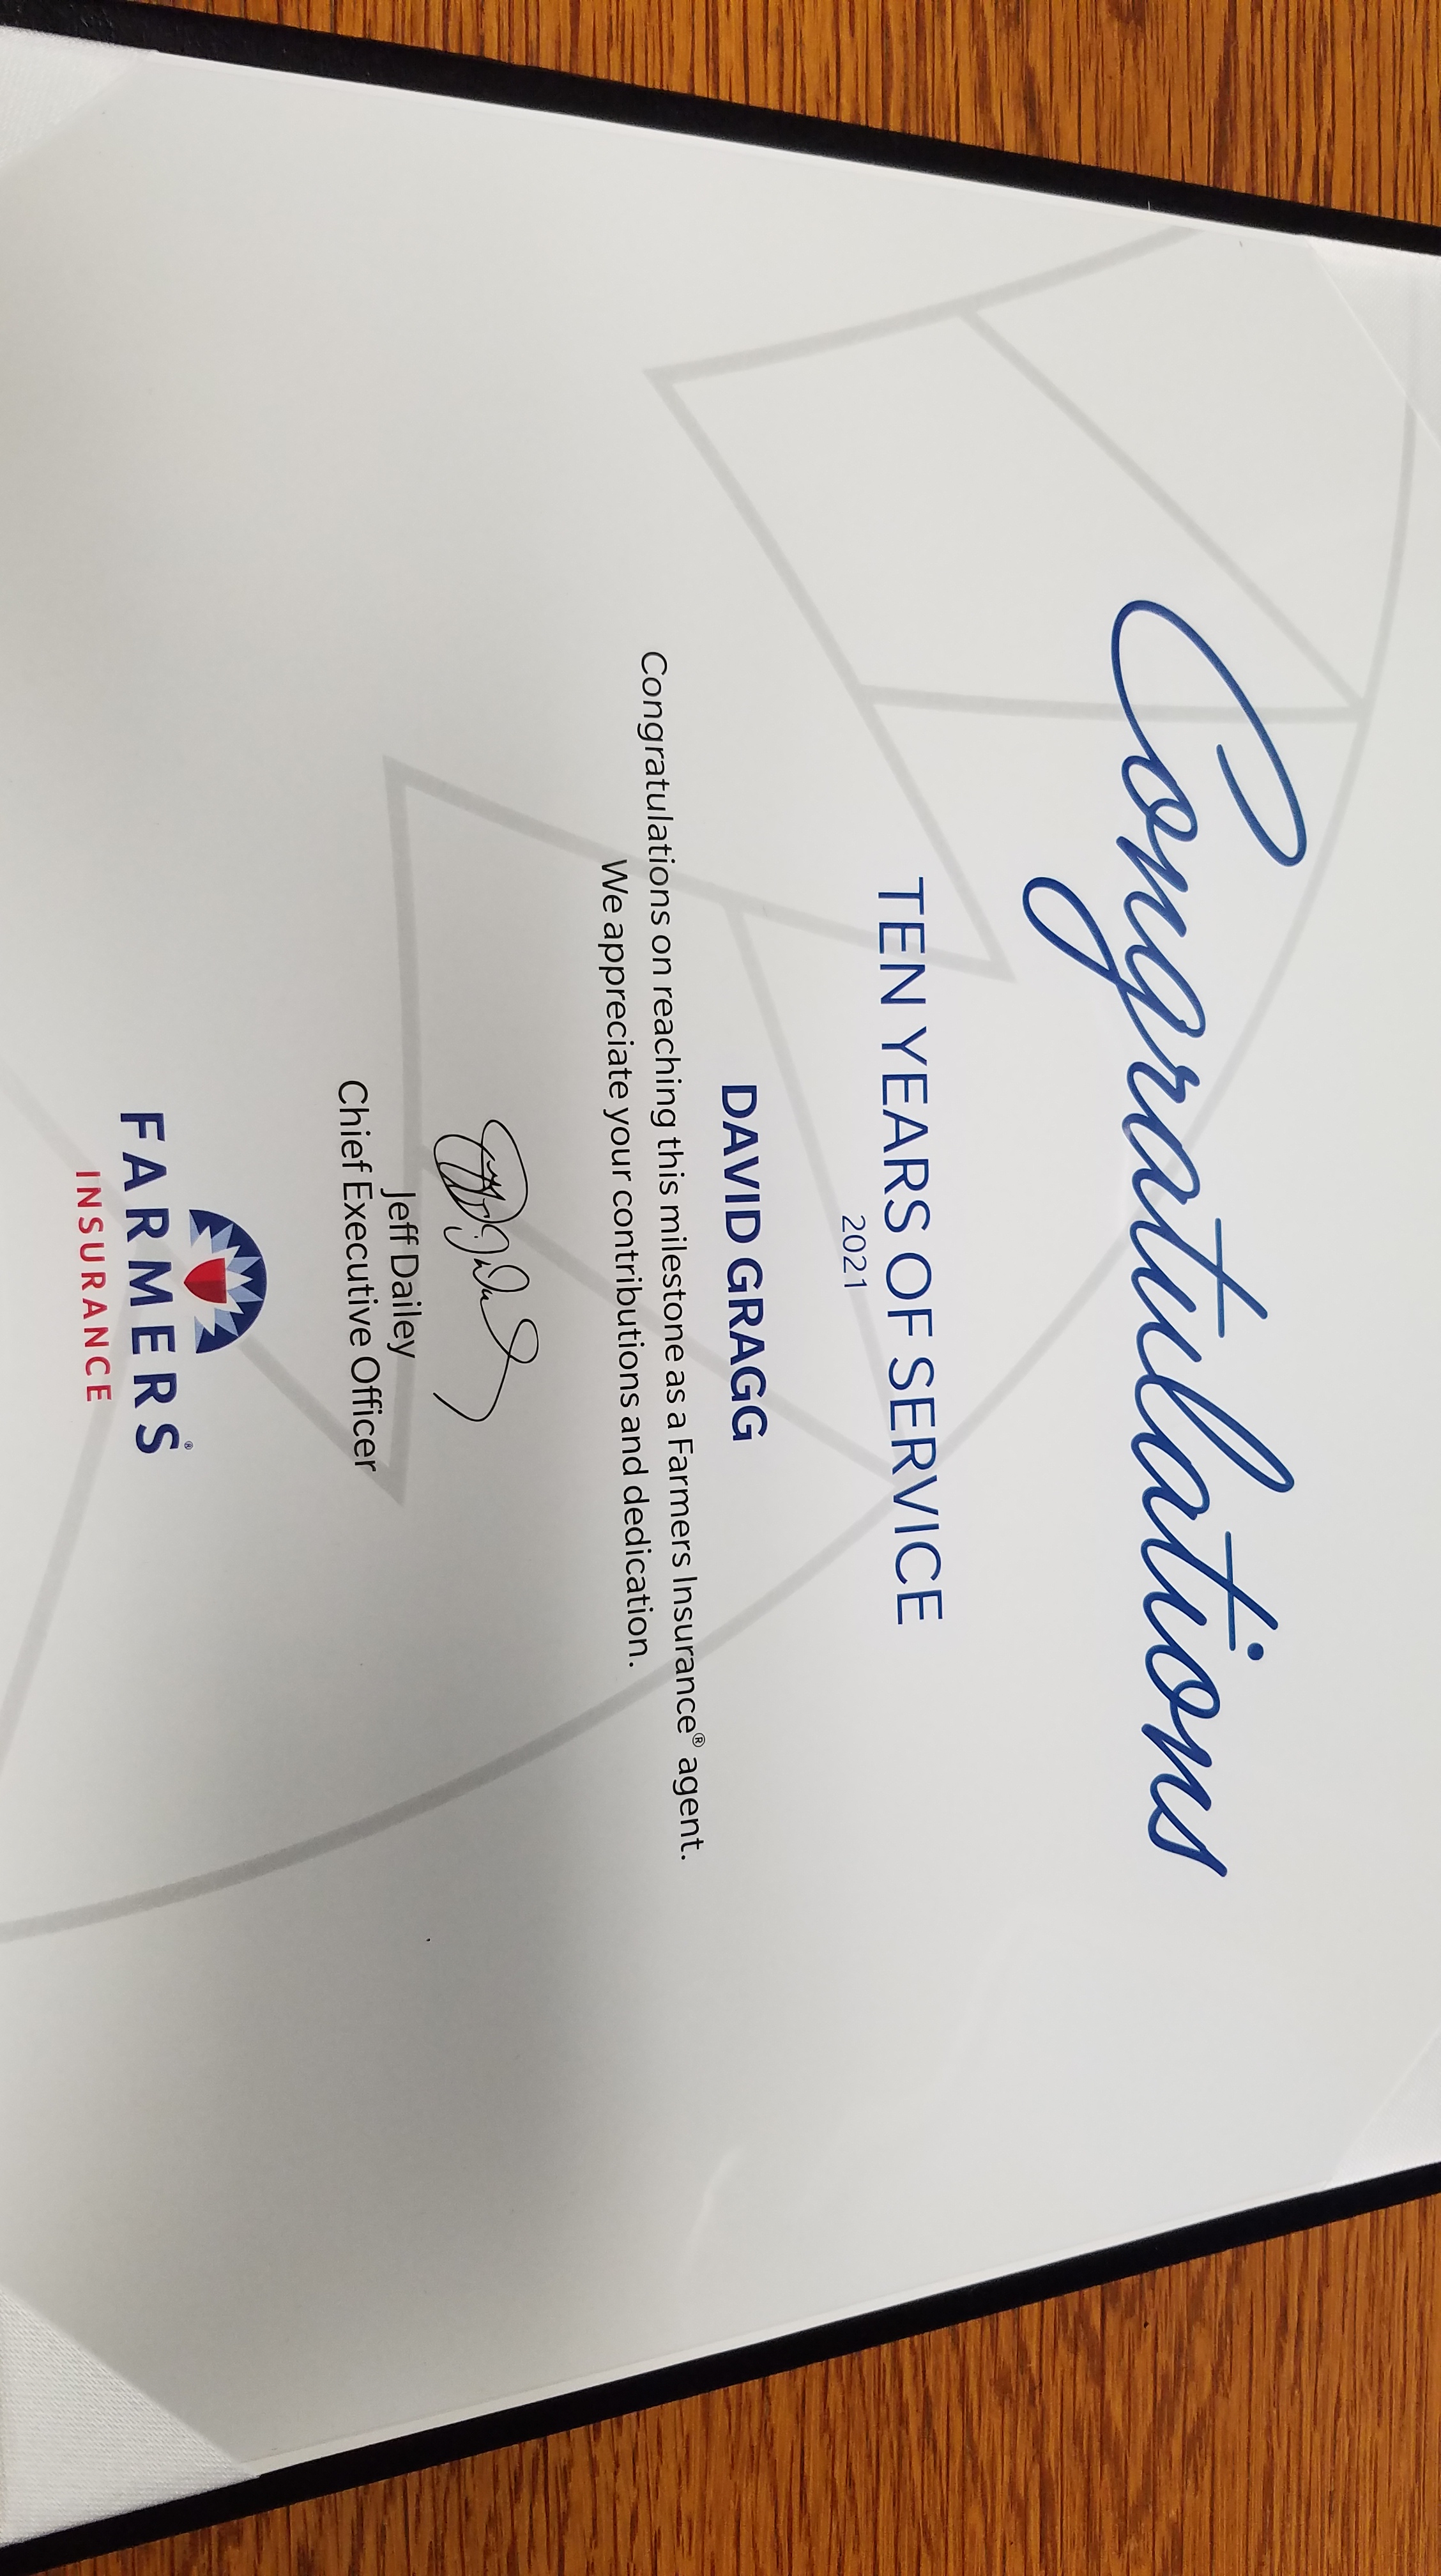 Congratulations
TEN YEARS OF SERVICE
2021
DAVID GRAGG
Congratulations on reaching this milestone as a Farmers Insurance® agent.
We appreciate your contributions and dedication.
Jeff Dailey
Chief Executive Officer
FARMERS®
INSURANCE